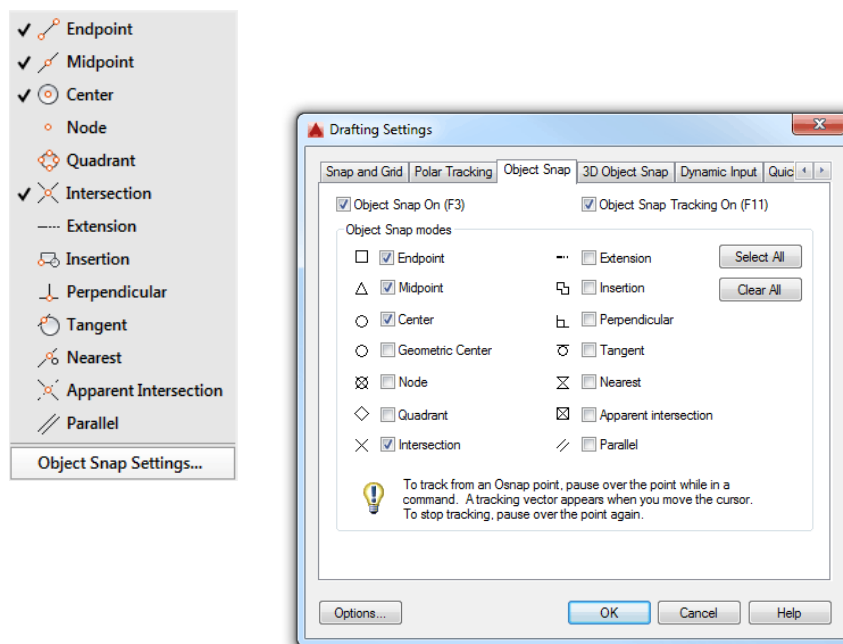 Endpoint
Midpoint
Center
Node
Quadrant
Intersection
Extension
Insertion
Perpendicular
Tangent
Nearest
Apparent Intersection
Parallel
Object Snap Settings...
Drafting Settings
Snap and Grid Polar Tracking Object Snap 3D Object Snap Dynamic Input Quic
Object Snap On (F3) Object Snap Tracking On (F11)
Object Snap modes
Endpoint Extension Select All
Midpoint Insertion Clear All
Center Perpendicular
Geometric Center Tangent
Node Nearest
Quadrant Apparent intersection
Intersection Parallel
To track from an Osnap point, pause over the point while in a
command. A tracking vector appears when you move the cursor.
To stop tracking, pause over the point again.
Options... OK Cancel Help